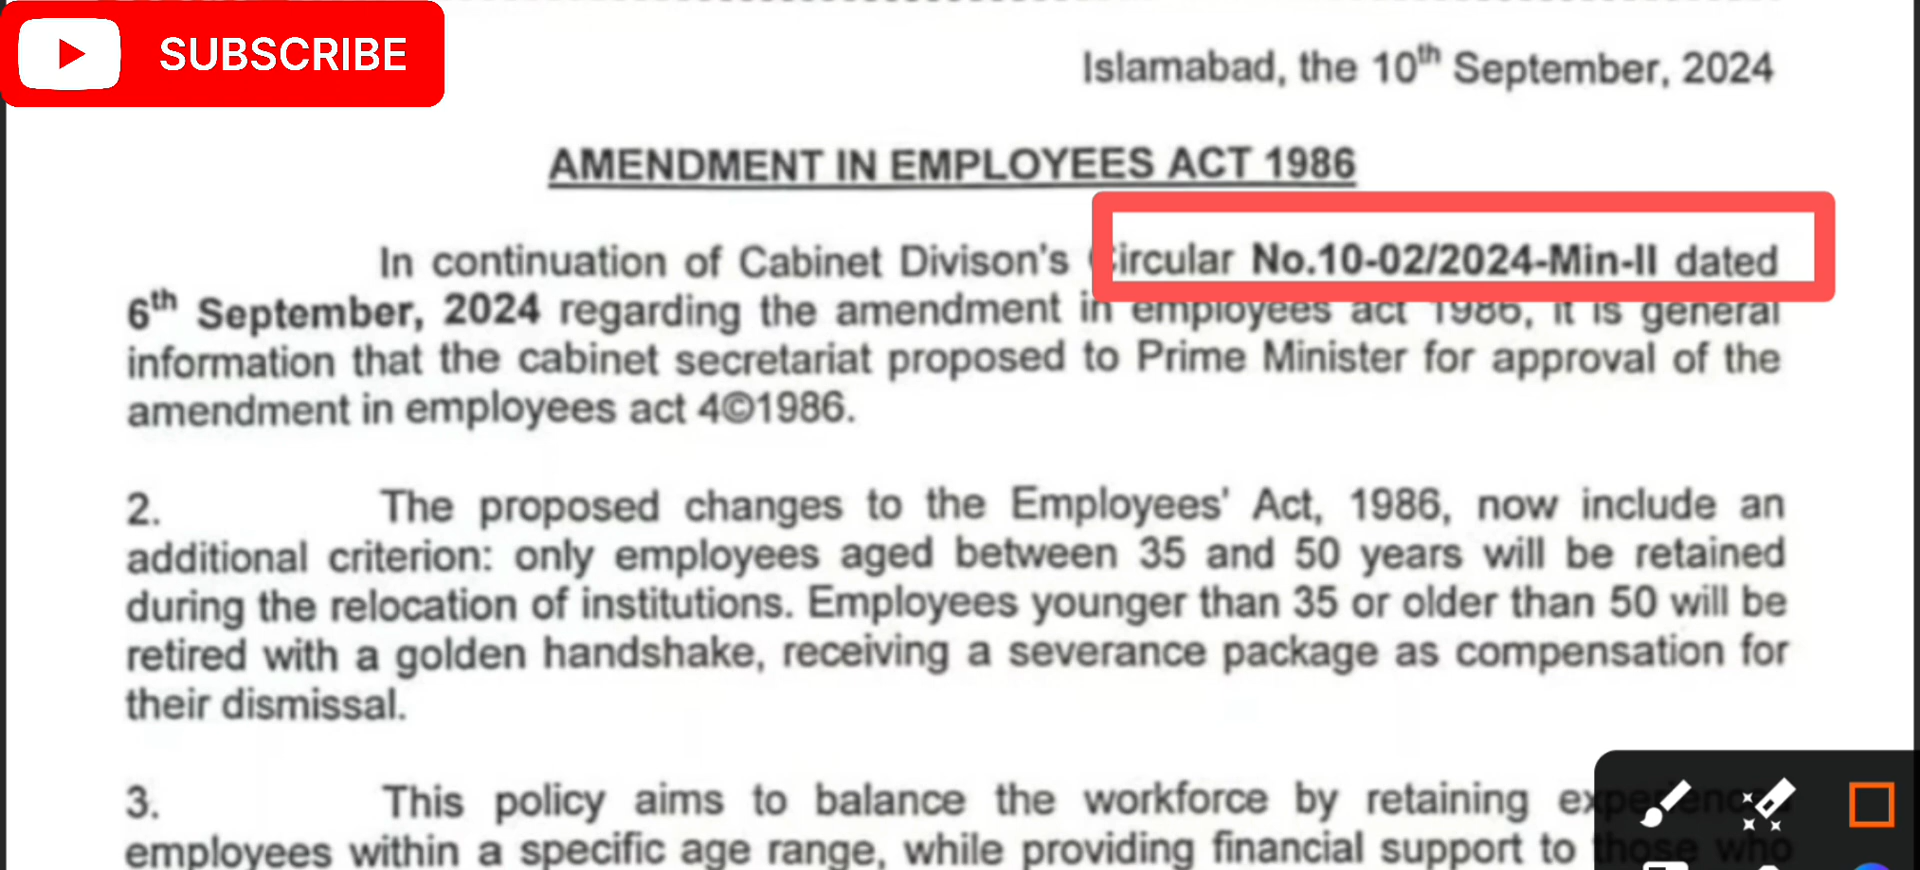 SUBSCRIBE
Islamabad, the 10th September, 2024
AMENDMENT IN EMPLOYEES ACT 1986
In continuation of Cabinet Divison's Circular No.10-02/2024-Min-II dated
6th September, 2024 regarding the amendment in employees act 1986, it is general
information that the cabinet secretariat proposed to Prime Minister for approval of the
amendment in employees act 4©1986.
2. The proposed changes to the Employees' Act, 1986, now include an
additional criterion: only employees aged between 35 and 50 years will be retained
during the relocation of institutions. Employees younger than 35 or older than 50 will be
retired with a golden handshake, receiving a severance package as compensation for
their dismissal.
3. This policy aims to balance the workforce by retaining
employees within a specific age range, while providing financial support to those who